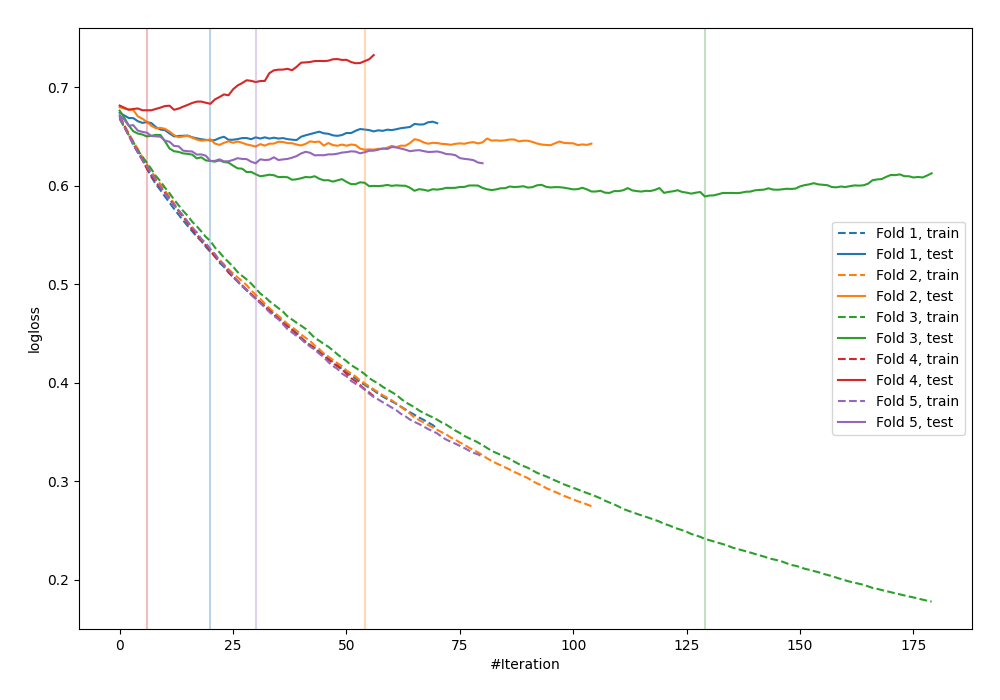 0.7
0.6
0.5
0.4
0.3
0.2
logloss
0 25 50 75 100 125 150 175
#Iteration
Fold 1, train
Fold 1, test
Fold 2, train
Fold 2, test
Fold 3, train
Fold 3, test
Fold 4, train
Fold 4, test
Fold 5, train
Fold 5, test